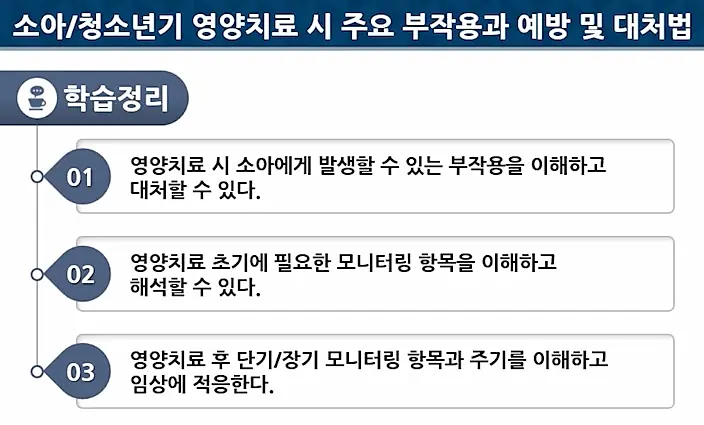 소아/청소년기 영양치료 시 주요 부작용과 예방 및 대처법
학습정리
01
영양치료 시 소아에게 발생할 수 있는 부작용을 이해하고
대처할 수 있다.
02
영양치료 초기에 필요한 모니터링 항목을 이해하고
해석할 수 있다.
03
영양치료 후 단기/장기 모니터링 항목과 주기를 이해하고
임상에 적응한다.